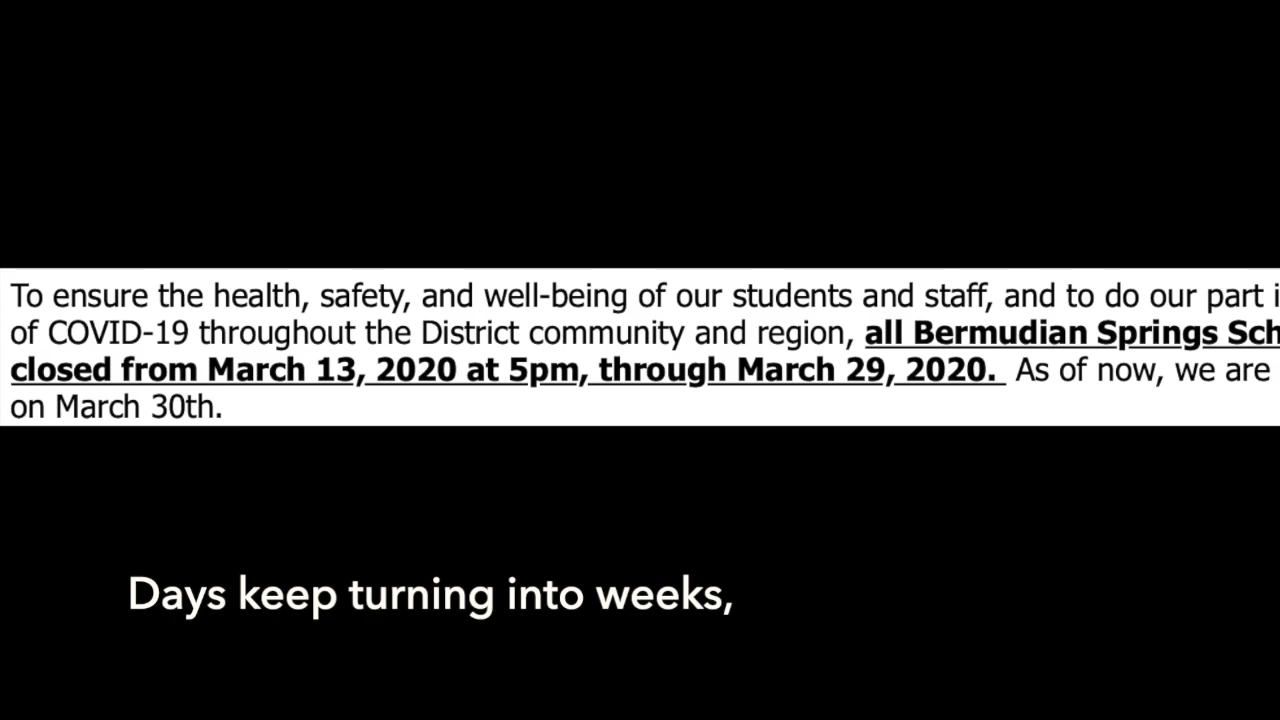 To ensure the health, safety, and well-being of our students and staff, and to do our part
of COVID-19 throughout the District community and region, all Bermudian Springs Sch
closed from March 13, 2020 at 5pm, through March 29, 2020. As of now, we are
on March 30th.
Days keep turning into weeks,